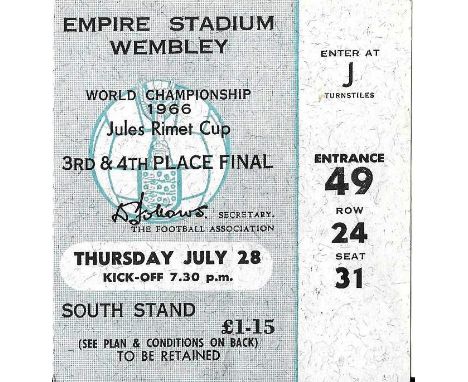 EMPIRE STADIUM
WEMBLEY
WORLD CHAMPIONSHIP
1966
Jules Rimet Cup
3RD & 4TH PLACE FINAL
D Follows. SECRETARY.
THE FOOTBALL ASSOCIATION
THURSDAY JULY 28
KICK-OFF 7.30 p.m.
SOUTH STAND
£1-15
(SEE PLAN & CONDITIONS ON BACK)
TO BE RETAINED
ENTER AT
J
TURNSTILES
ENTRANCE
49
ROW
24
SEAT
31